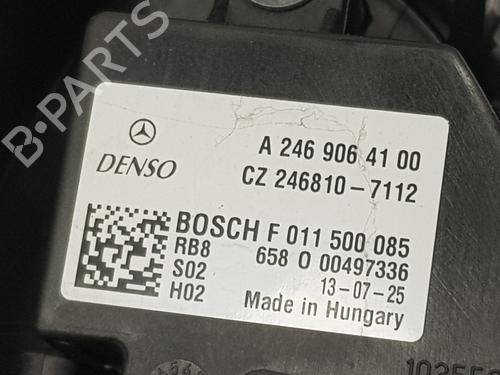 A 246 906 41 00
DENSO
CZ 246810-7112
BOSCH F 011 500 085
RB8 658 0 00497336
S02 13-07-25
H02 Made in Hungary
B-PARTS